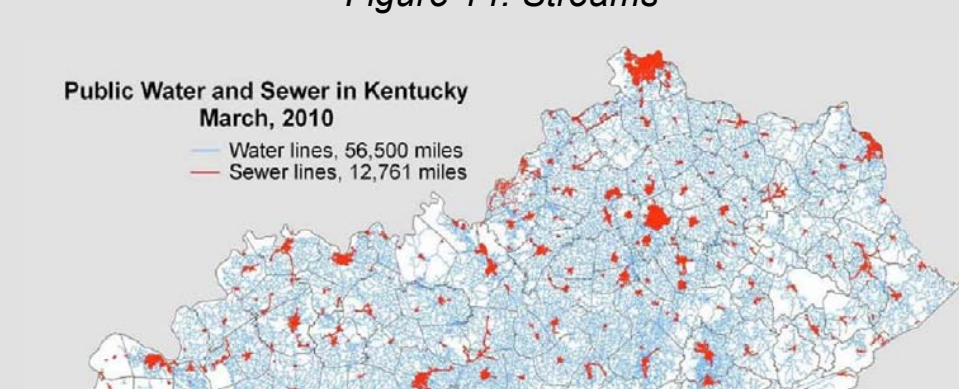 Figure 11. Streams
Public Water and Sewer in Kentucky
March, 2010
Water lines, 56,500 miles
Sewer lines, 12,761 miles